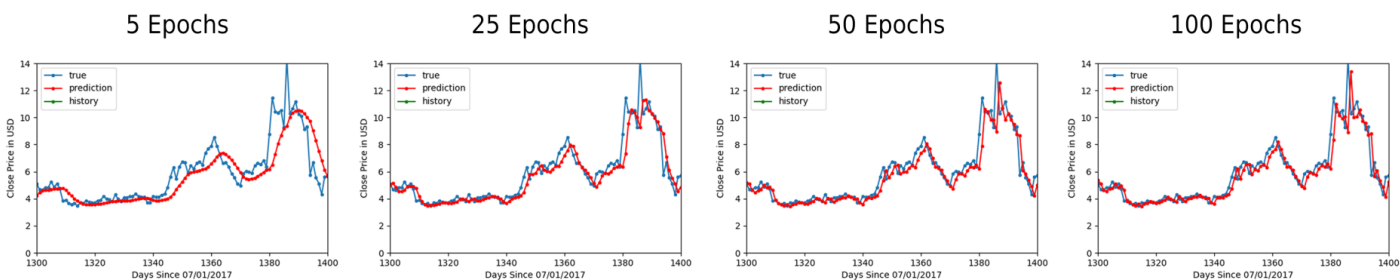 5 Epochs
14
12
10
8
6
4
2
0
Close Price in USD
true
prediction
history
1300
1320
1340
1360
1380
1400
Days Since 07/01/2017
25 Epochs
14
12
10
8
6
4
2
0
Close Price in USD
true
prediction
history
1300
1320
1340
1360
1380
1400
Days Since 07/01/2017
50 Epochs
14
12
10
8
6
4
2
0
Close Price in USD
true
prediction
history
1300
1320
1340
1360
1380
1400
Days Since 07/01/2017
100 Epochs
14
12
10
8
6
4
2
0
Close Price in USD
true
prediction
history
1300
1320
1340
1360
1380
1400
Days Since 07/01/2017